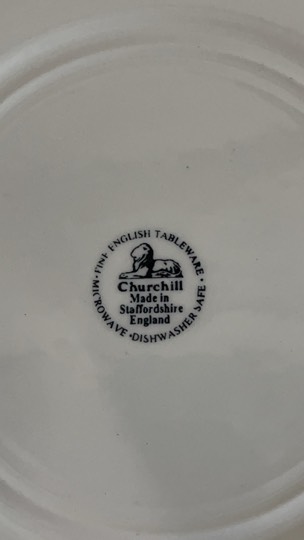 FINE ENGLISH TABLEWARE •
Churchill
Made in
Staffordshire
England
• MICROWAVE • DISHWASHER SAFE •